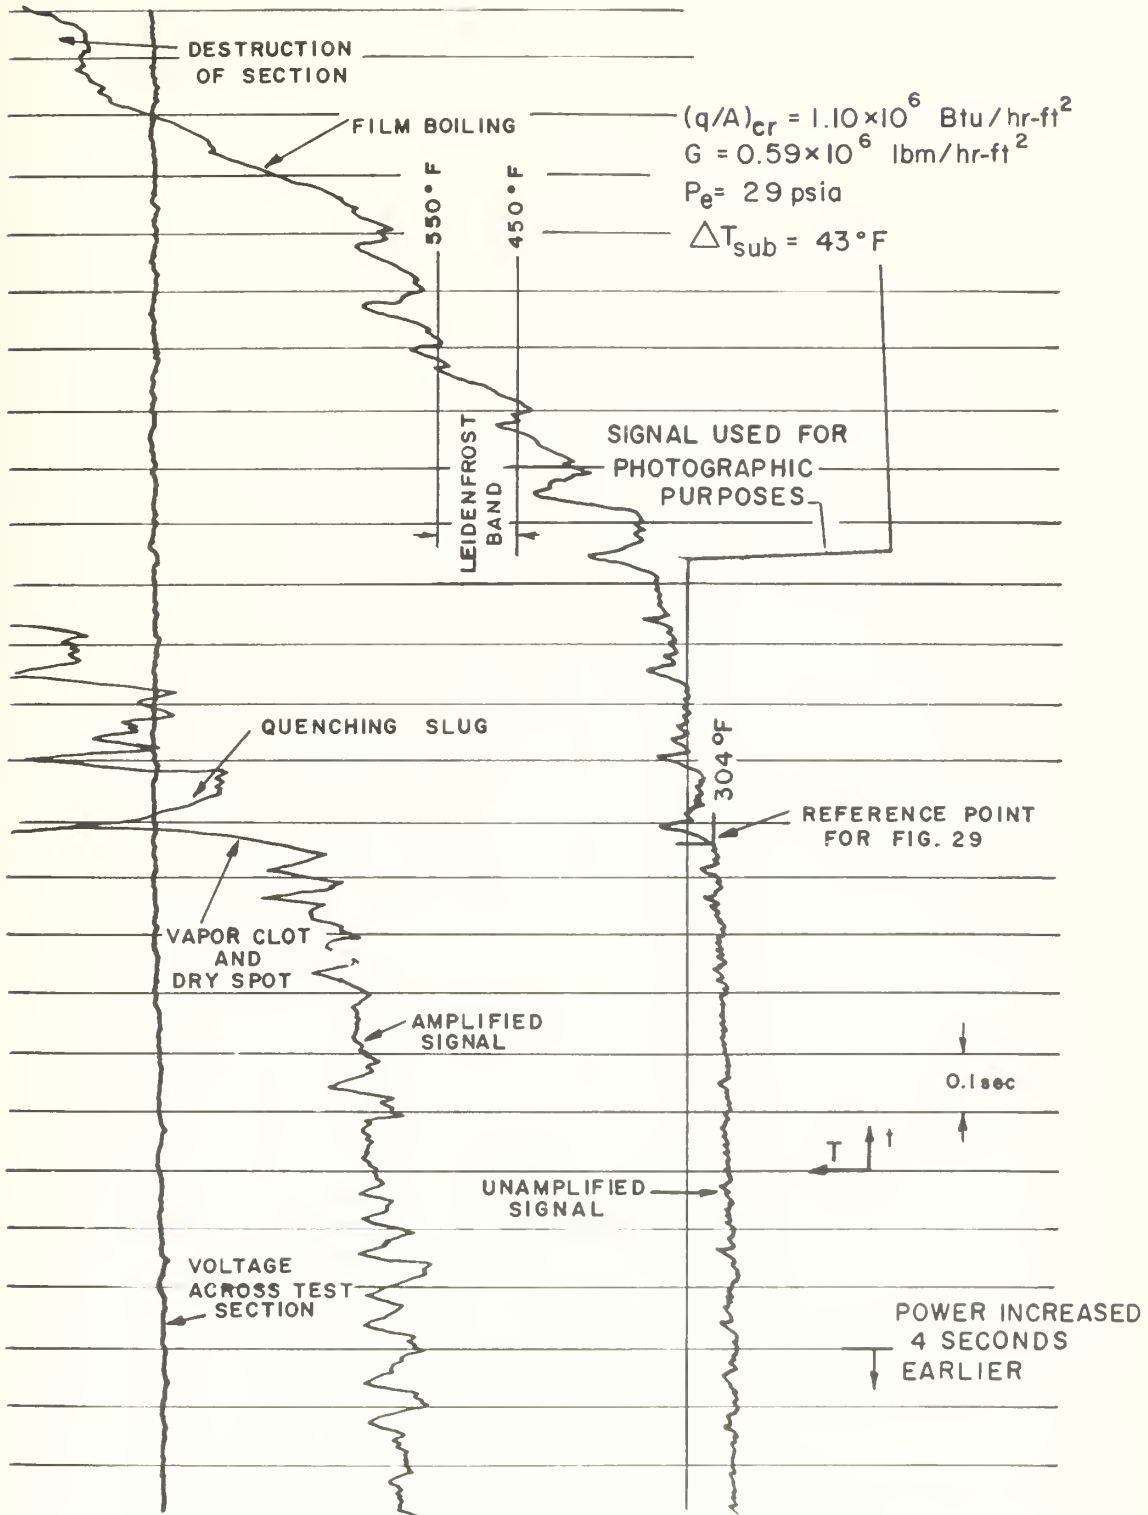 DESTRUCTION
OF SECTION
FILM BOILING
550° F
450° F
(q/A)cr = 1.10×10⁶ Btu/hr-ft²
G = 0.59×10⁶ lbm/hr-ft²
Pe= 29 psia
△Tsub = 43°F
LEIDENFROST
BAND
SIGNAL USED FOR
PHOTOGRAPHIC
PURPOSES
QUENCHING SLUG
304°F
REFERENCE POINT
FOR FIG. 29
VAPOR CLOT
AND
DRY SPOT
AMPLIFIED
SIGNAL
0.1sec
T
t
UNAMPLIFIED
SIGNAL
VOLTAGE
ACROSS TEST
SECTION
POWER INCREASED
4 SECONDS
EARLIER